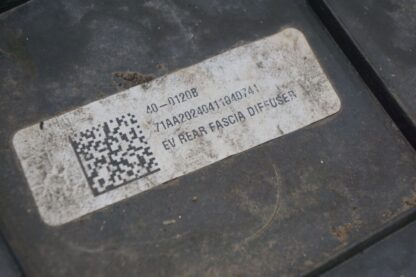 40-0120B
71AA20240411040741
EV REAR FASCIA DIFFUSER